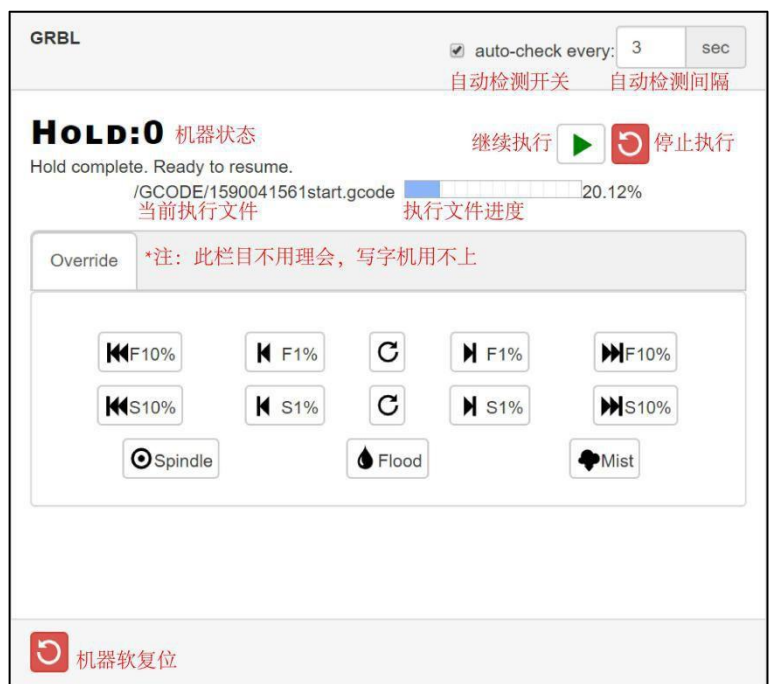 GRBL
auto-check every: 3 sec
自动检测开关 自动检测间隔
HOLD:0 机器状态
继续执行 停止执行
Hold complete. Ready to resume.
/GCODE/1590041561start.gcode 20.12%
当前执行文件 执行文件进度
Override *注：此栏目不用理会，写字机用不上
F10% F1% F1% F10%
S10% S1% S1% S10%
Spindle Flood Mist
机器软复位